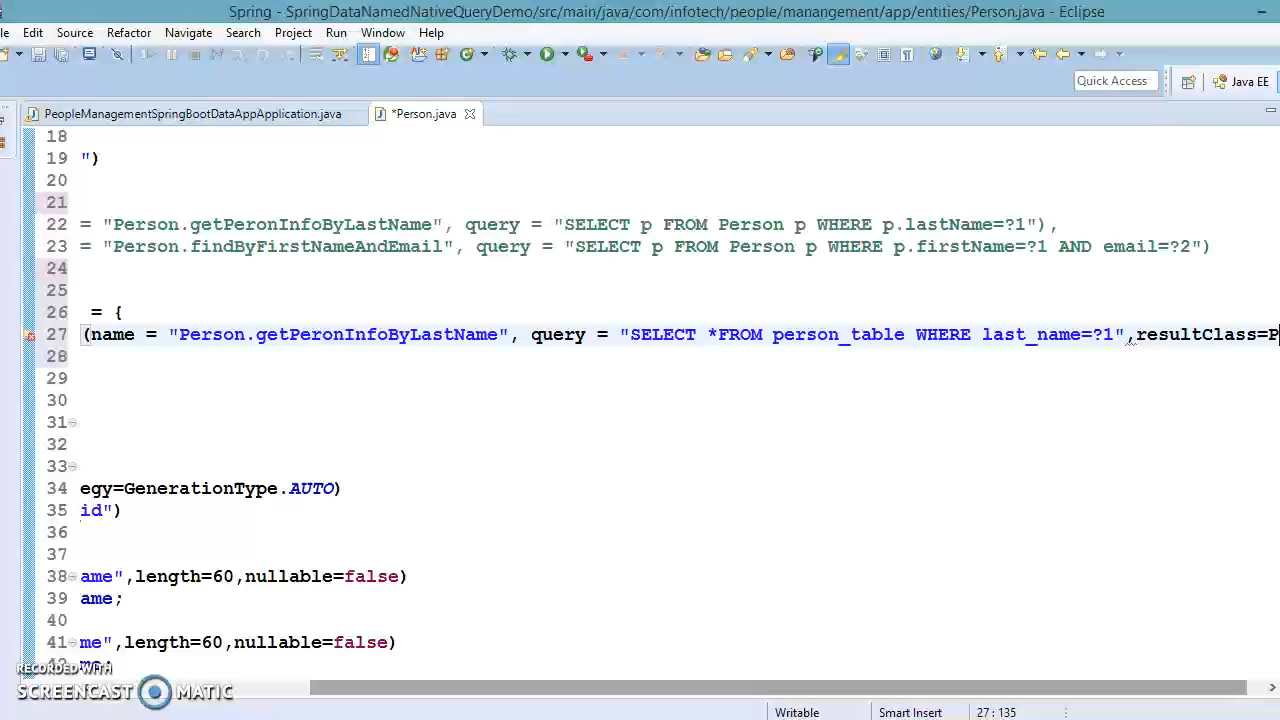 Spring - SpringDataNamedNativeQueryDemo/src/main/java/com/infotech/people/manangement/app/entities/Person.java - Eclipse
Edit Source Refactor Navigate Search Project Run Window Help
Quick Access
Java EE
PeopleManagementSpringBootDataAppApplication.java
*Person.java
18
19 ")
20
21
22 = "Person.getPeronInfoByLastName", query = "SELECT p FROM Person p WHERE p.lastName=?1"),
23 = "Person.findByFirstNameAndEmail", query = "SELECT p FROM Person p WHERE p.firstName=?1 AND email=?2")
24
25
26 = {
27 (name = "Person.getPeronInfoByLastName", query = "SELECT *FROM person_table WHERE last_name=?1",resultClass=P
28
29
30
31
32
33
34 egy=GenerationType.AUTO)
35 id")
36
37
38 ame",length=60,nullable=false)
39 ame;
40
41 me",length=60,nullable=false)
42 me;
RECORDED WITH
SCREENCAST MATIC
Writable Smart Insert 27 : 135